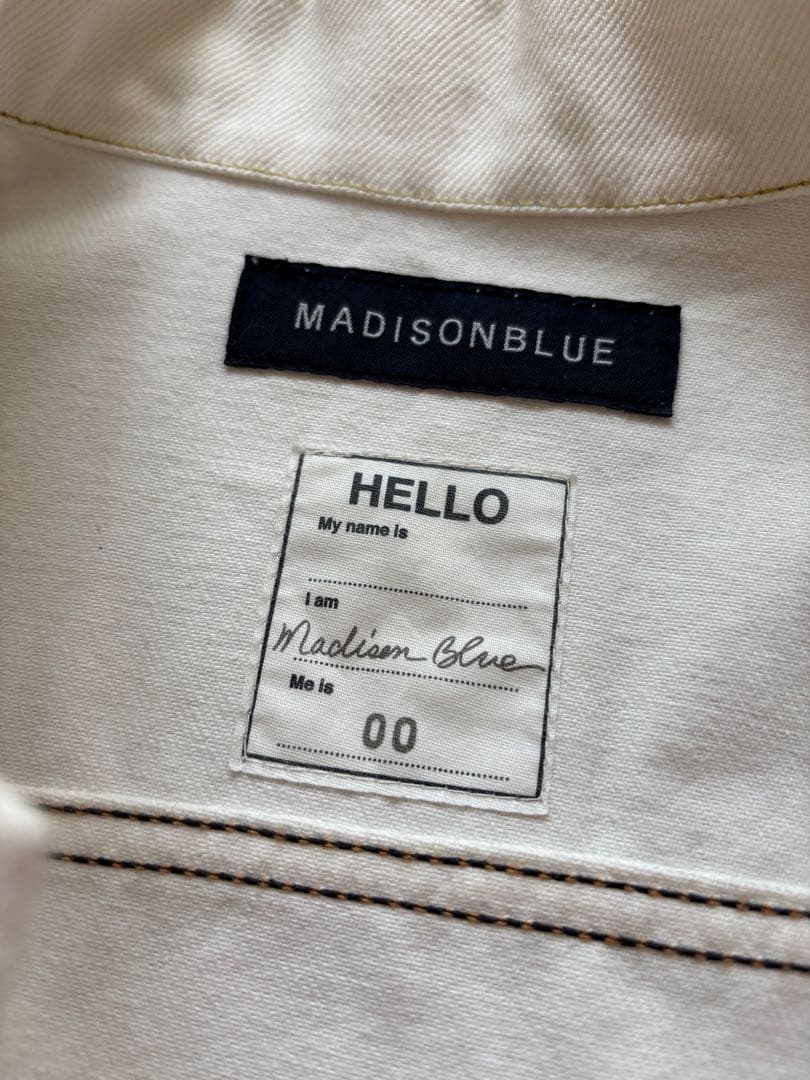 MADISONBLUE
HELLO
My name is
I am
Madison Blue
Me is
00